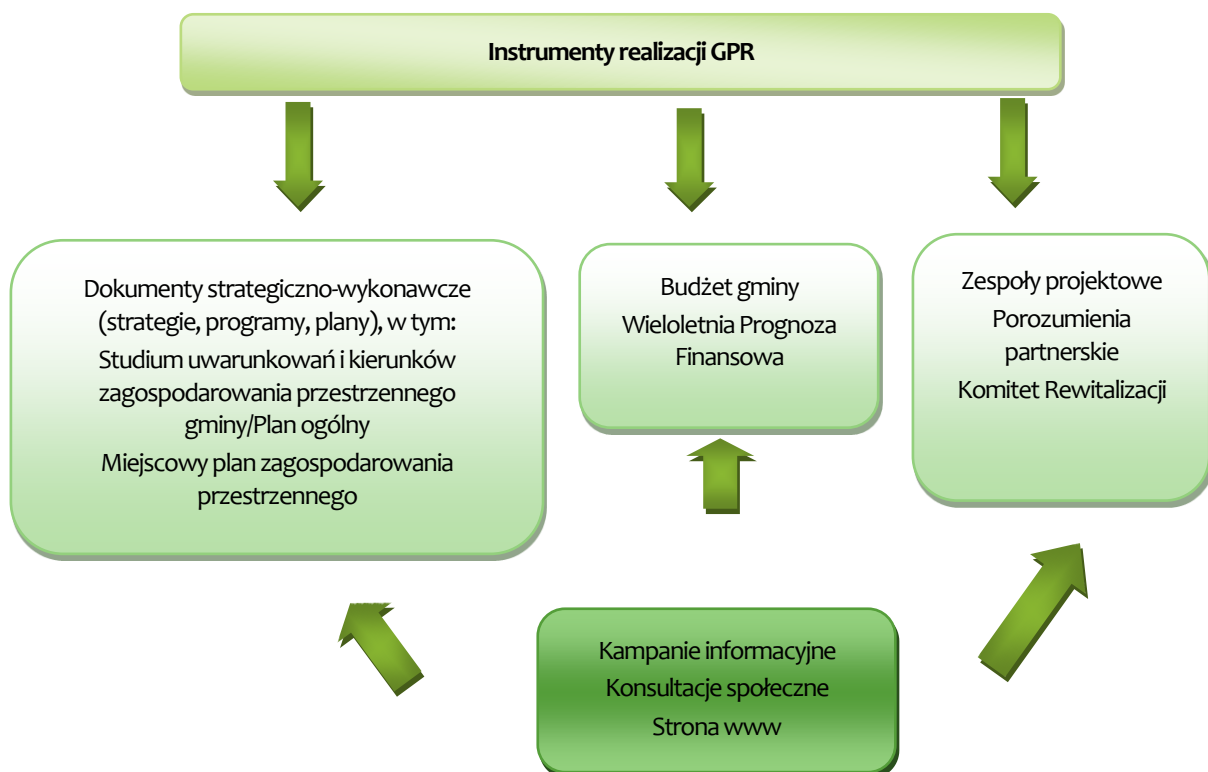 Instrumenty realizacji GPR
Dokumenty strategiczno-wykonawcze
(strategie, programy, plany), w tym:
Studium uwarunkowań i kierunków
zagospodarowania przestrzennego
gminy/Plan ogólny
Miejscowy plan zagospodarowania
przestrzennego
Budżet gminy
Wieloletnia Prognoza
Finansowa
Zespoły projektowe
Porozumienia
partnerskie
Komitet Rewitalizacji
Kampanie informacyjne
Konsultacje społeczne
Strona www